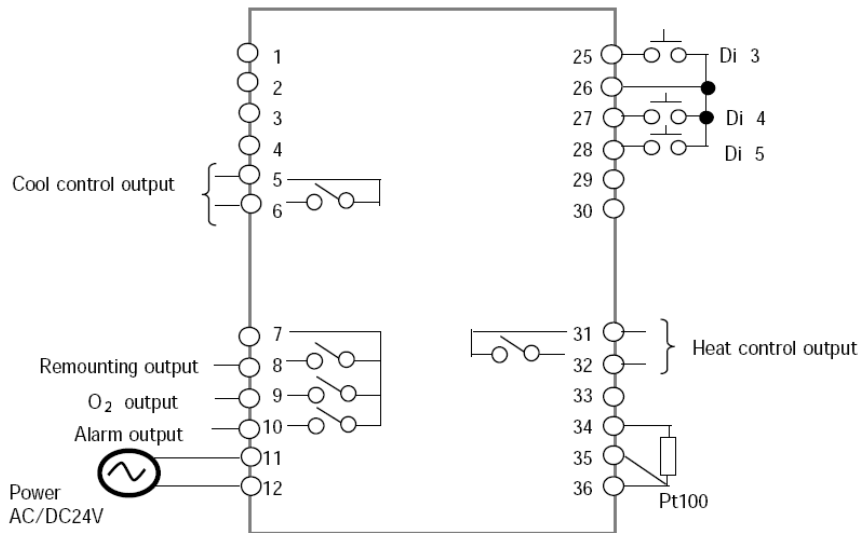 1
2
3
4
Cool control output
5
6
7
Remounting output
8
O2 output
9
Alarm output
10
11
Power
AC/DC24V
12
25
Di 3
26
27
Di 4
28
Di 5
29
30
31
Heat control output
32
33
34
35
36
Pt100